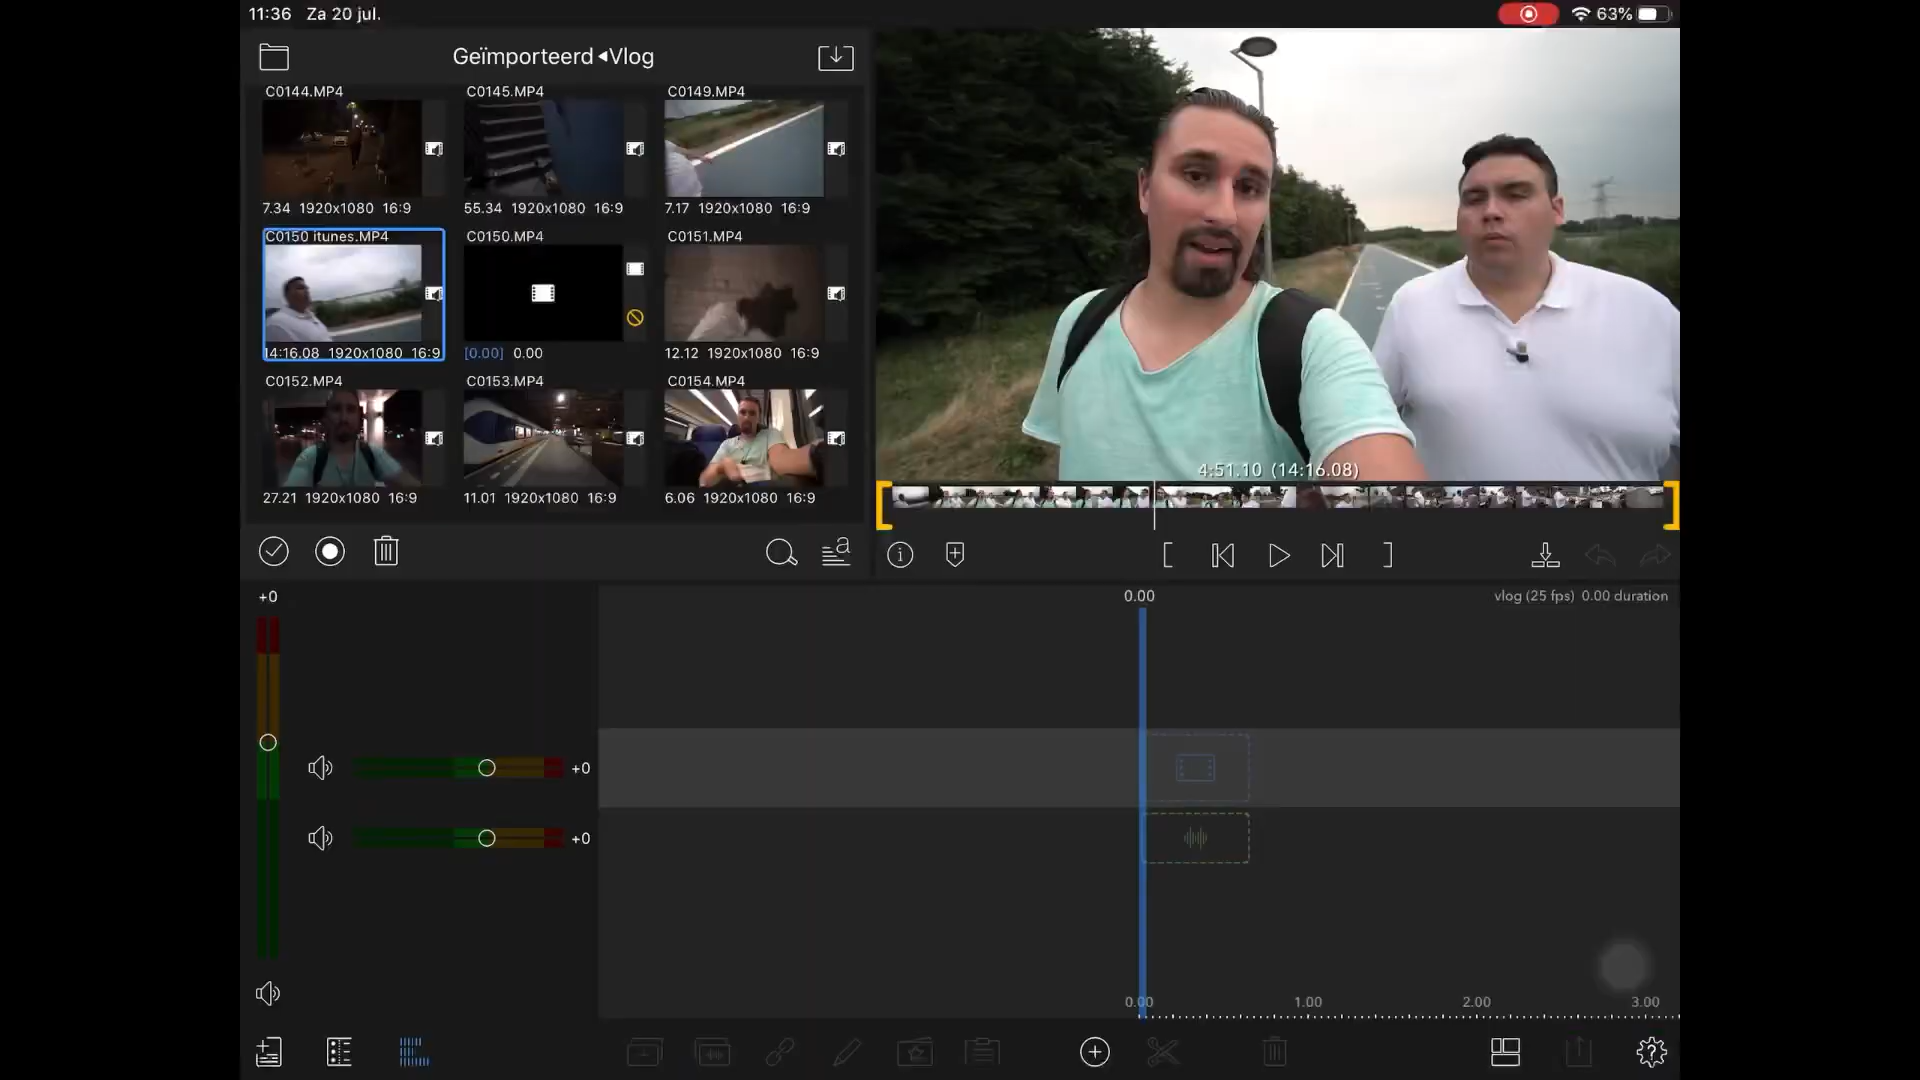 11:36 Za 20 jul.
63%
Geïmporteerd◂Vlog
C0144.MP4
C0145.MP4
C0149.MP4
7.34 1920x1080 16:9
55.34 1920x1080 16:9
7.17 1920x1080 16:9
C0150 itunes.MP4
C0150.MP4
C0151.MP4
14:16.08 1920x1080 16:9
[0.00] 0.00
12.12 1920x1080 16:9
C0152.MP4
C0153.MP4
C0154.MP4
27.21 1920x1080 16:9
11.01 1920x1080 16:9
6.06 1920x1080 16:9
4:51.10 (14:16.08)
+0
0.00
vlog (25 fps) 0.00 duration
+0
+0
0.00
1.00
2.00
3.00